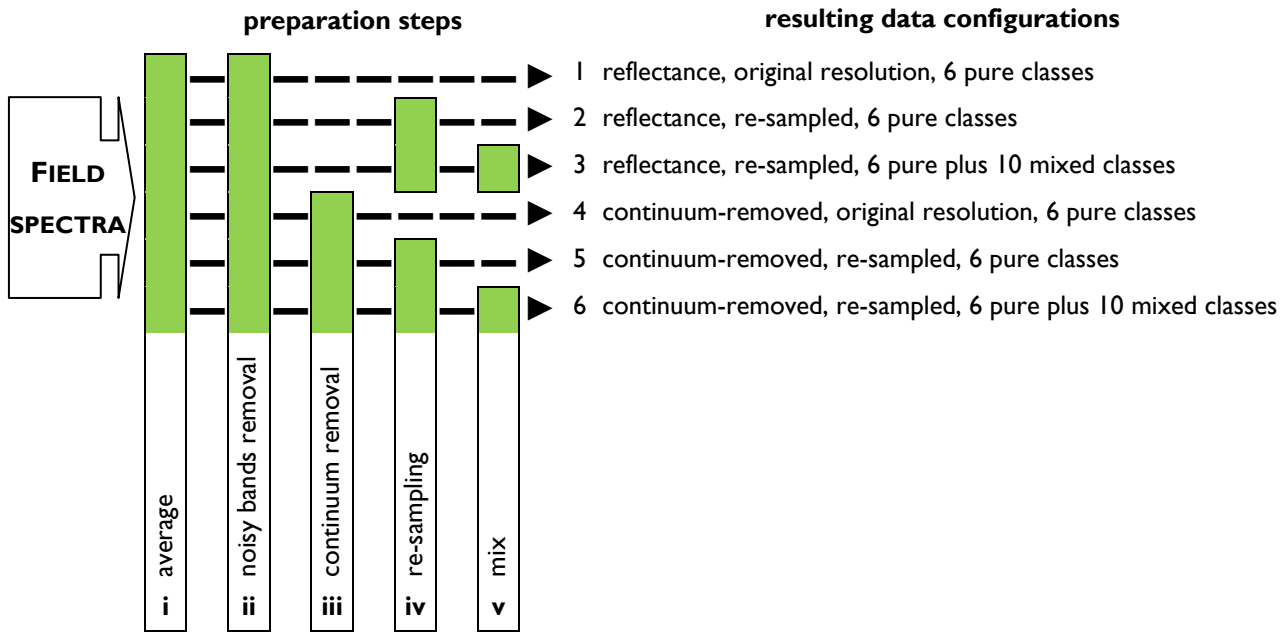 preparation steps
resulting data configurations
FIELD
SPECTRA
1 reflectance, original resolution, 6 pure classes
2 reflectance, re-sampled, 6 pure classes
3 reflectance, re-sampled, 6 pure plus 10 mixed classes
4 continuum-removed, original resolution, 6 pure classes
5 continuum-removed, re-sampled, 6 pure classes
6 continuum-removed, re-sampled, 6 pure plus 10 mixed classes
i average
ii noisy bands removal
iii continuum removal
iv re-sampling
v mix